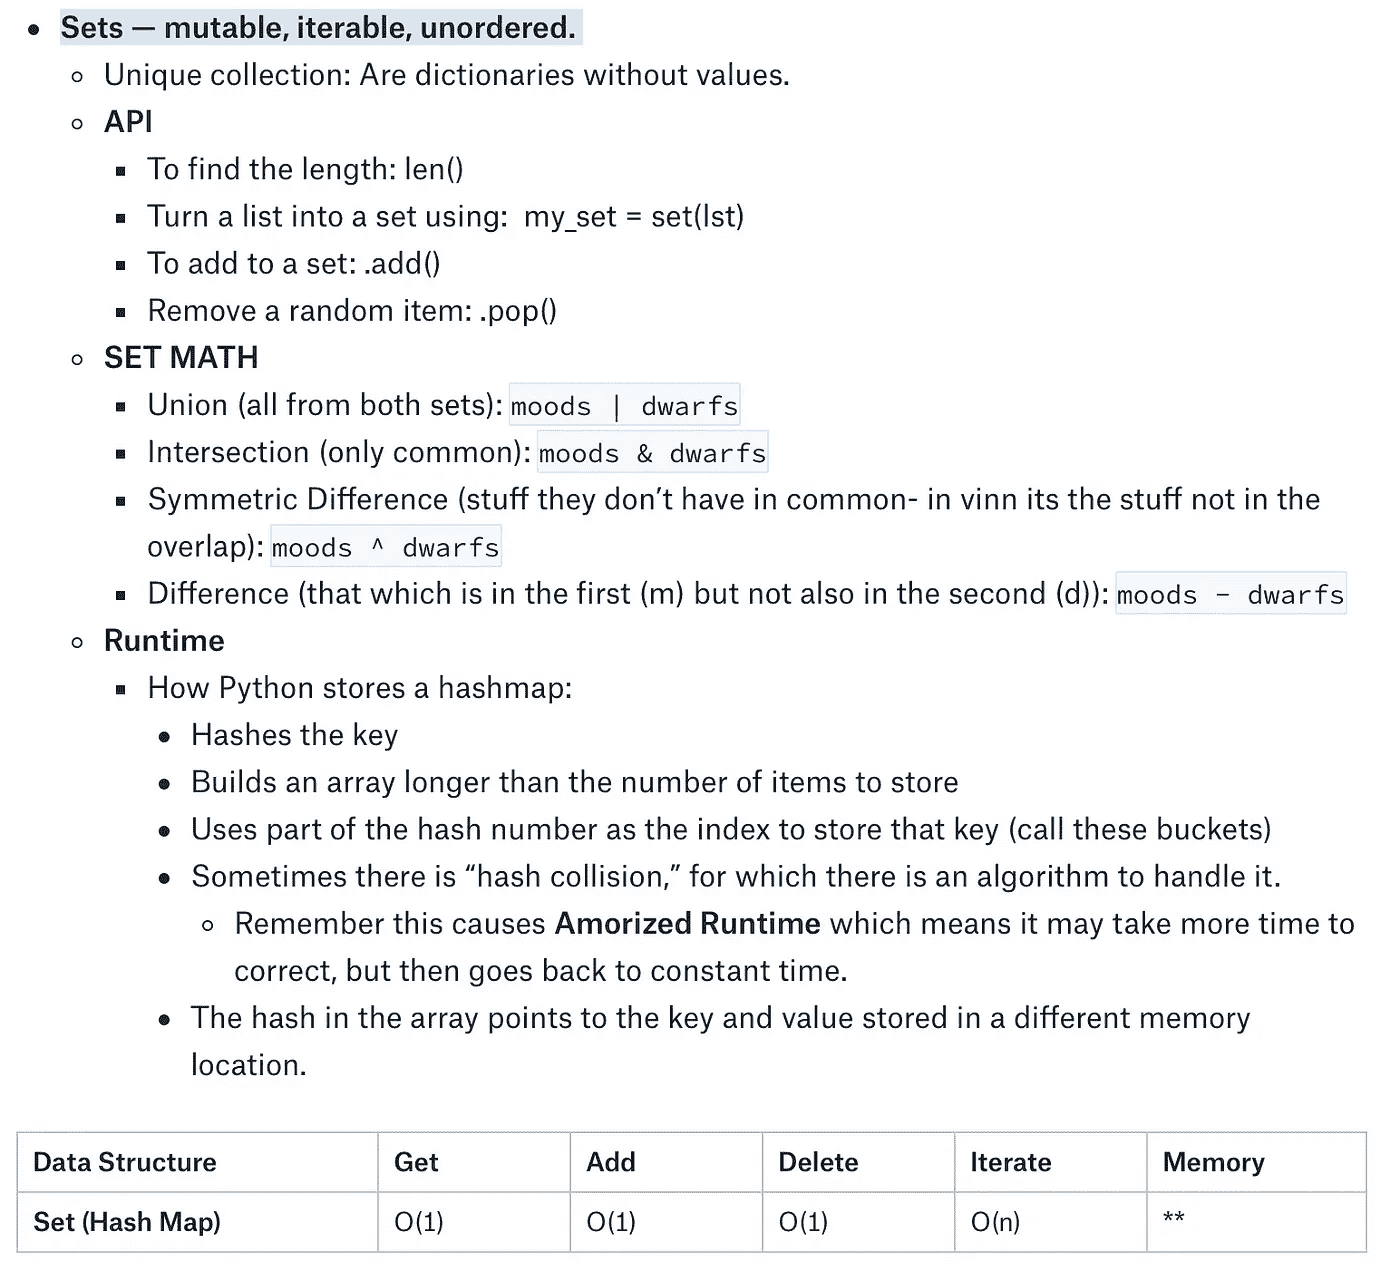 • Sets — mutable, iterable, unordered.
◦ Unique collection: Are dictionaries without values.
◦ API
▪ To find the length: len()
▪ Turn a list into a set using:  my_set = set(lst)
▪ To add to a set: .add()
▪ Remove a random item: .pop()
◦ SET MATH
▪ Union (all from both sets): moods | dwarfs
▪ Intersection (only common): moods & dwarfs
▪ Symmetric Difference (stuff they don’t have in common- in vinn its the stuff not in the
overlap): moods ^ dwarfs
▪ Difference (that which is in the first (m) but not also in the second (d)): moods - dwarfs
◦ Runtime
▪ How Python stores a hashmap:
• Hashes the key
• Builds an array longer than the number of items to store
• Uses part of the hash number as the index to store that key (call these buckets)
• Sometimes there is “hash collision,” for which there is an algorithm to handle it.
◦ Remember this causes Amorized Runtime which means it may take more time to
correct, but then goes back to constant time.
• The hash in the array points to the key and value stored in a different memory
location.
Data Structure Get Add Delete Iterate Memory
Set (Hash Map) O(1) O(1) O(1) O(n) **